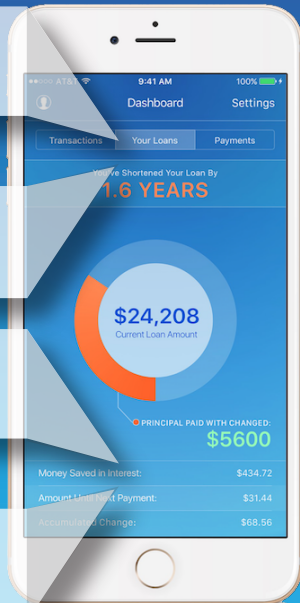 AT&T 9:41 AM 100%
Dashboard Settings
Transactions Your Loans Payments
You've Shortened Your Loan By
1.6 YEARS
$24,208
Current Loan Amount
PRINCIPAL PAID WITH CHANGED:
$5600
Money Saved in Interest: $434.72
Amount Until Next Payment: $31.44
Accumulated Change: $68.56